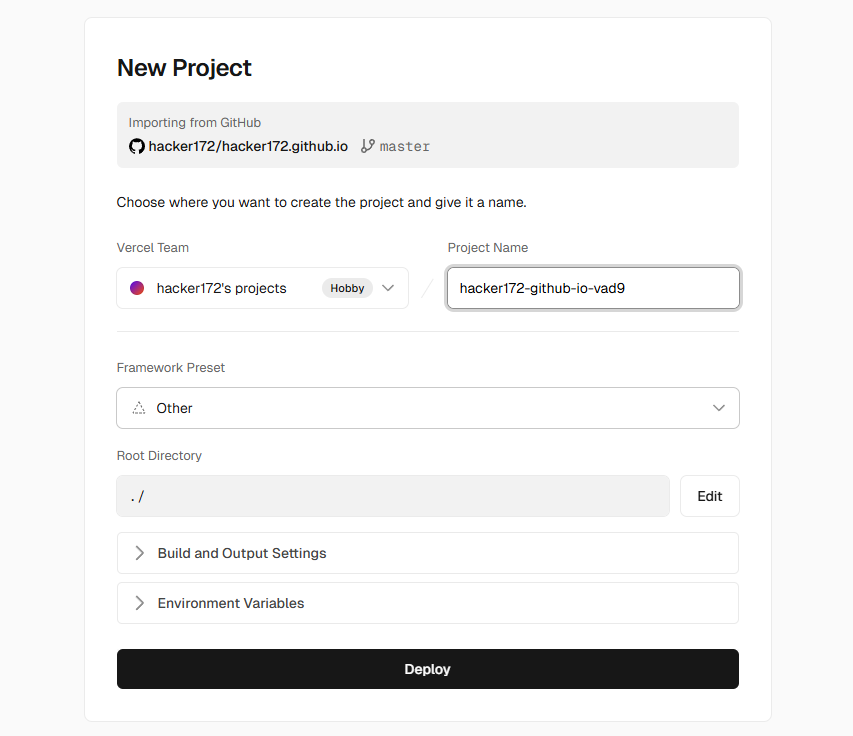 New Project
Importing from GitHub
hacker172/hacker172.github.io master
Choose where you want to create the project and give it a name.
Vercel Team
Project Name
hacker172's projects Hobby
hacker172-github-io-vad9
Framework Preset
Other
Root Directory
./
Edit
Build and Output Settings
Environment Variables
Deploy